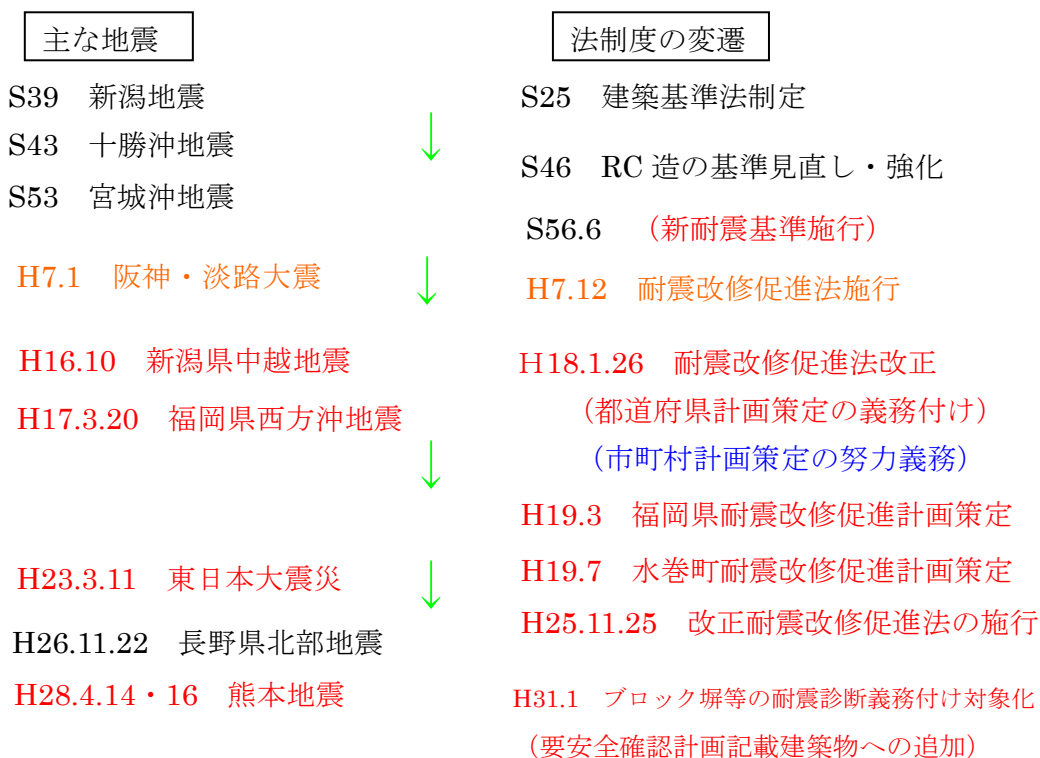 主な地震
S39 新潟地震
S43 十勝沖地震
S53 宮城沖地震
H7.1 阪神・淡路大震
H16.10 新潟県中越地震
H17.3.20 福岡県西方沖地震
H23.3.11 東日本大震災
H26.11.22 長野県北部地震
H28.4.14・16 熊本地震
法制度の変遷
S25 建築基準法制定
S46 RC 造の基準見直し・強化
S56.6 (新耐震基準施行)
H7.12 耐震改修促進法施行
H18.1.26 耐震改修促進法改正
(都道府県計画策定の義務付け)
(市町村計画策定の努力義務)
H19.3 福岡県耐震改修促進計画策定
H19.7 水巻町耐震改修促進計画策定
H25.11.25 改正耐震改修促進法の施行
H31.1 ブロック塀等の耐震診断義務付け対象化
(要安全確認計画記載建築物への追加)